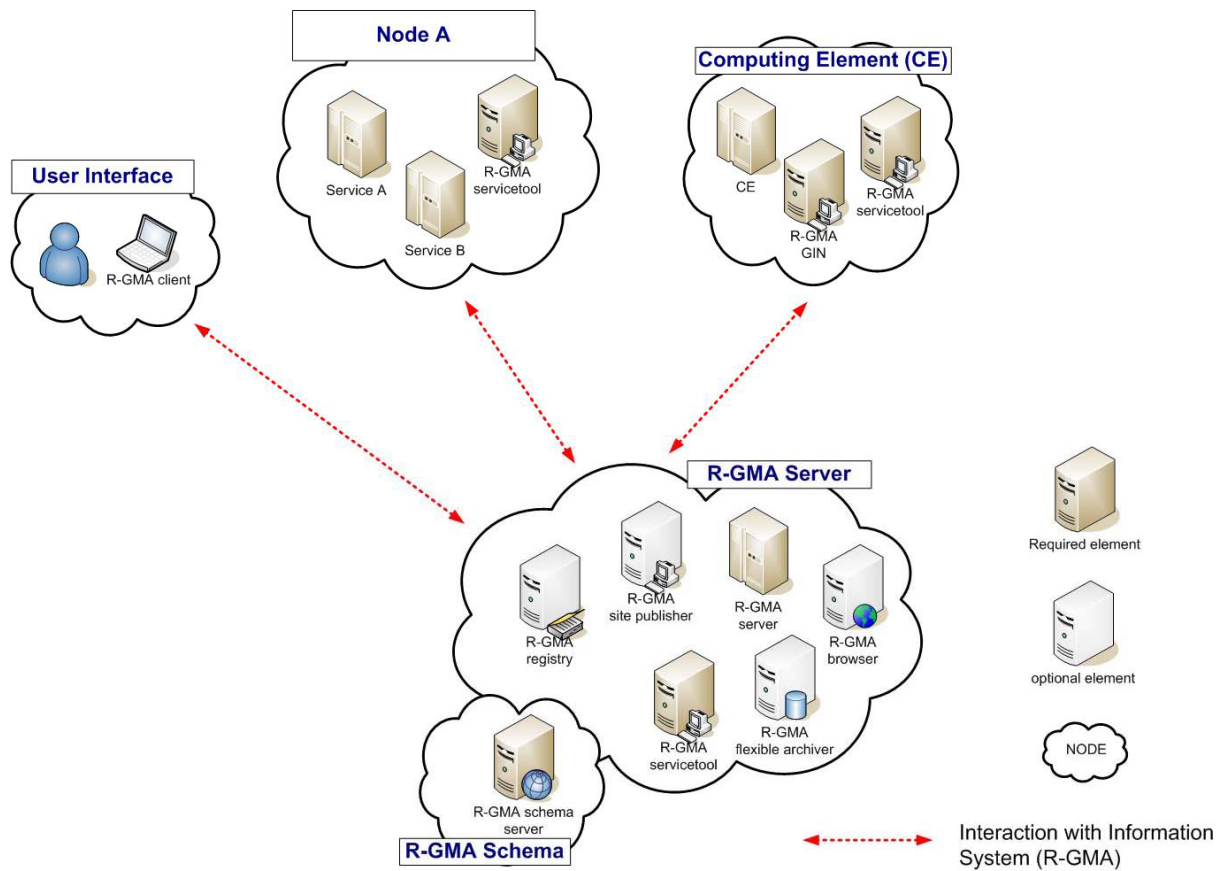 Node A
Service A
Service B
R-GMA
servicetool
Computing Element (CE)
CE
R-GMA
GIN
R-GMA
servicetool
User Interface
R-GMA client
R-GMA Server
R-GMA
registry
R-GMA
site publisher
R-GMA
server
R-GMA
browser
R-GMA
servicetool
R-GMA
flexible archiver
R-GMA schema
server
R-GMA Schema
Required element
optional element
NODE
Interaction with Information
System (R-GMA)